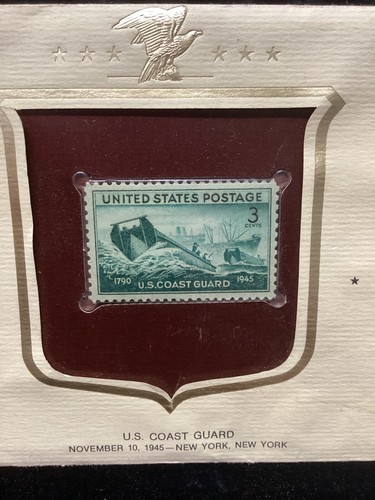 UNITED STATES POSTAGE
3
CENTS
1790 1945
U.S. COAST GUARD
U.S. COAST GUARD
NOVEMBER 10, 1945—NEW YORK, NEW YORK